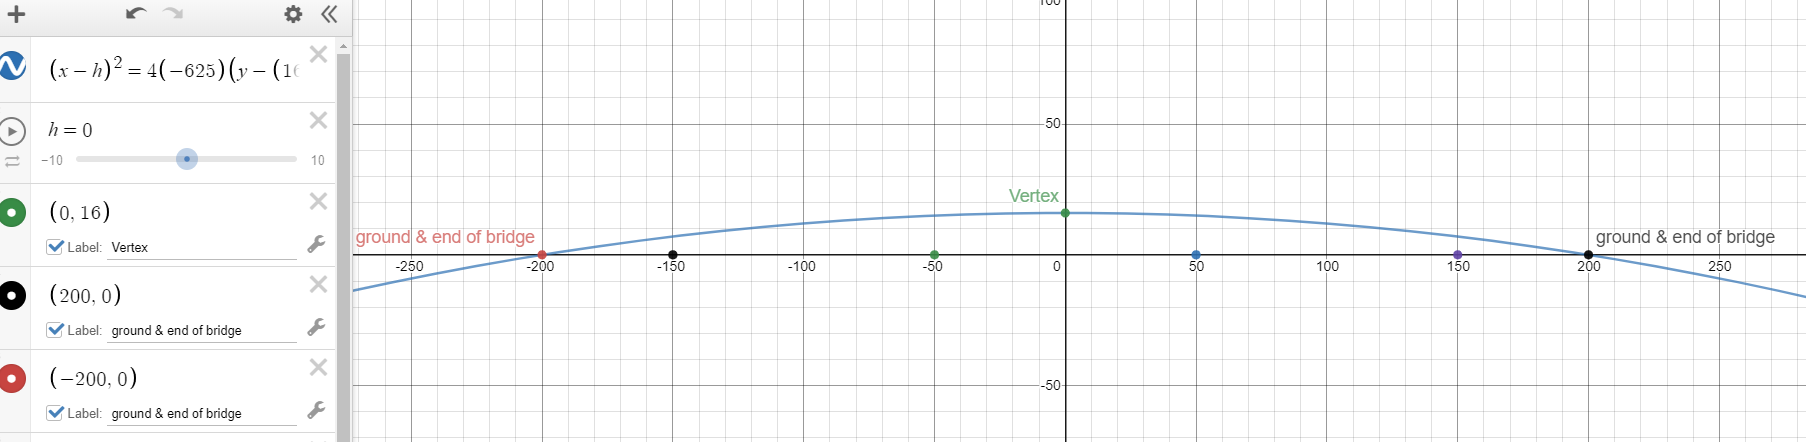 (x − h)² = 4(−625)(y − (16
h = 0
−10
10
(0, 16)
Label: Vertex
(200, 0)
Label: ground & end of bridge
(−200, 0)
Label: ground & end of bridge
100
50
Vertex
ground & end of bridge
ground & end of bridge
-250 -200 -150 -100 -50 0 50 100 150 200 250
-50